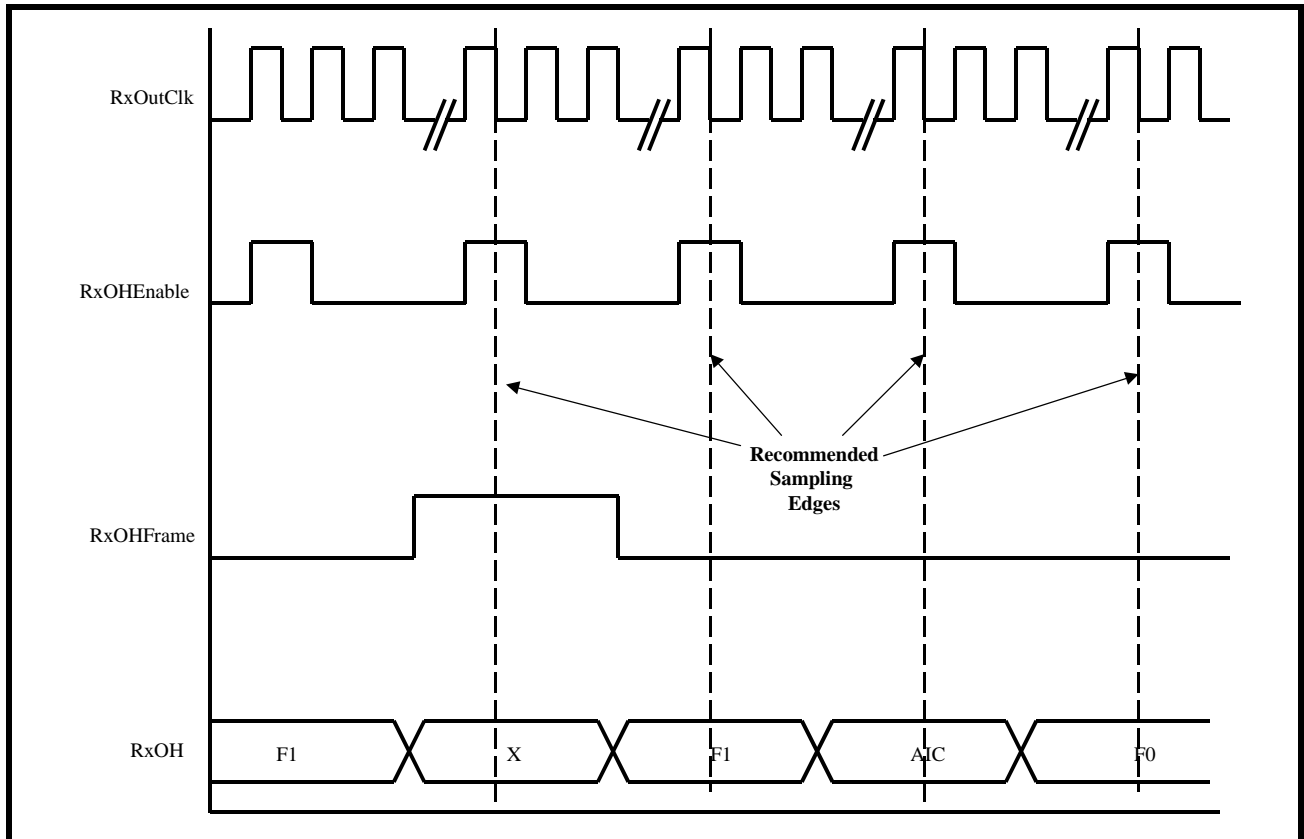 RxOutClk
RxOHEnable
Recommended
Sampling
Edges
RxOHFrame
RxOH
F1
X
F1
AIC
F0